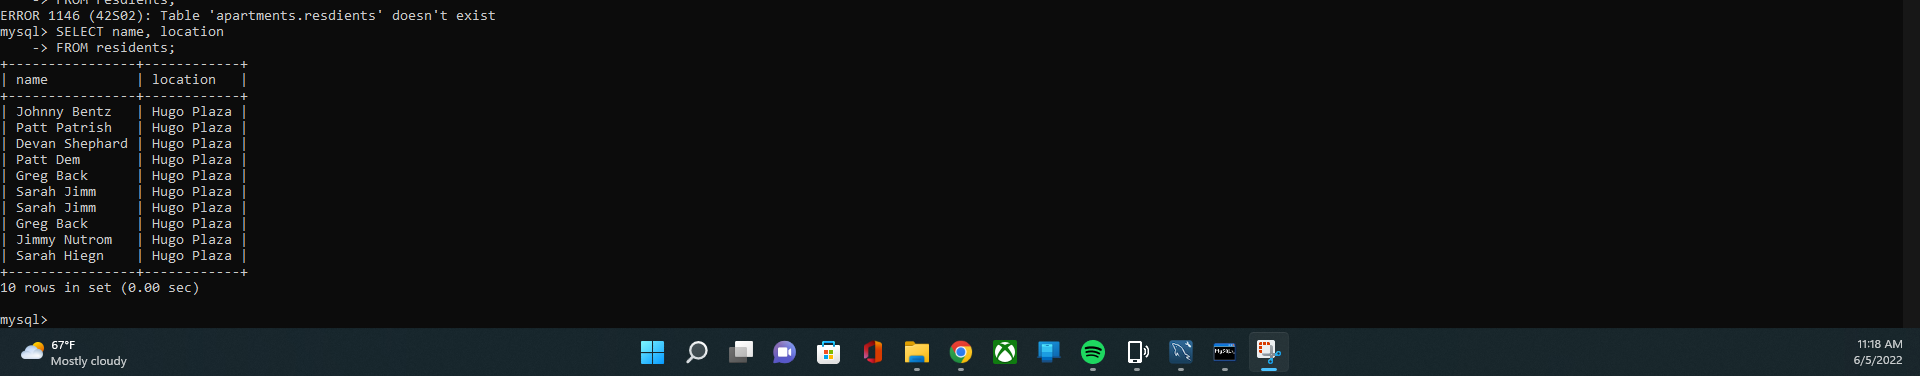 -> FROM resdients;
ERROR 1146 (42S02): Table 'apartments.resdients' doesn't exist
mysql> SELECT name, location
    -> FROM residents;
+----------------+------------+
| name           | location   |
+----------------+------------+
| Johnny Bentz   | Hugo Plaza |
| Patt Patrish   | Hugo Plaza |
| Devan Shephard | Hugo Plaza |
| Patt Dem       | Hugo Plaza |
| Greg Back      | Hugo Plaza |
| Sarah Jimm     | Hugo Plaza |
| Sarah Jimm     | Hugo Plaza |
| Greg Back      | Hugo Plaza |
| Jimmy Nutrom   | Hugo Plaza |
| Sarah Hiegn    | Hugo Plaza |
+----------------+------------+
10 rows in set (0.00 sec)
mysql>
67°F
Mostly cloudy
11:18 AM
6/5/2022